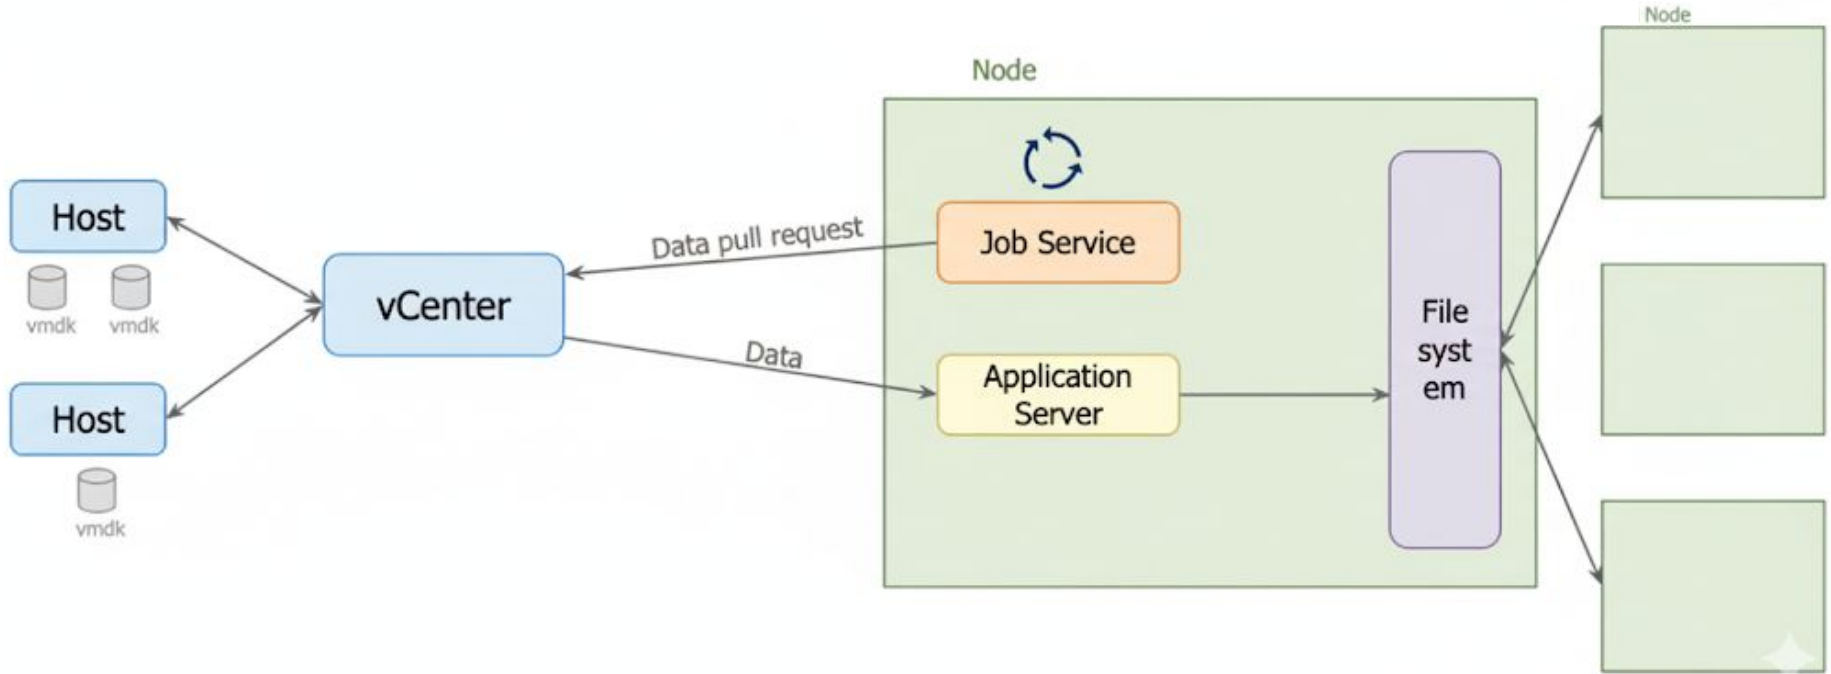 Node
Node
Host
vmdk vmdk
vCenter
Data pull request
Job Service
Data
Application
Server
File
syst
em
Host
vmdk